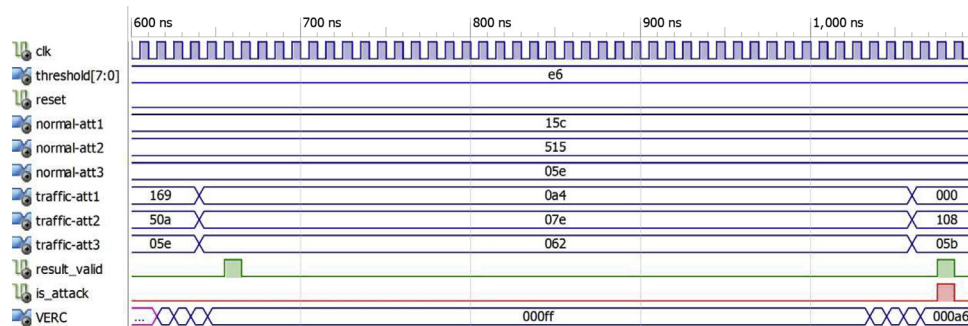 600 ns 700 ns 800 ns 900 ns 1,000 ns
clk
threshold[7:0] e6
reset
normal-att1 15c
normal-att2 515
normal-att3 05e
traffic-att1 169 0a4 000
traffic-att2 50a 07e 108
traffic-att3 05e 062 05b
result_valid
is_attack
VERC ... 000ff 000a6